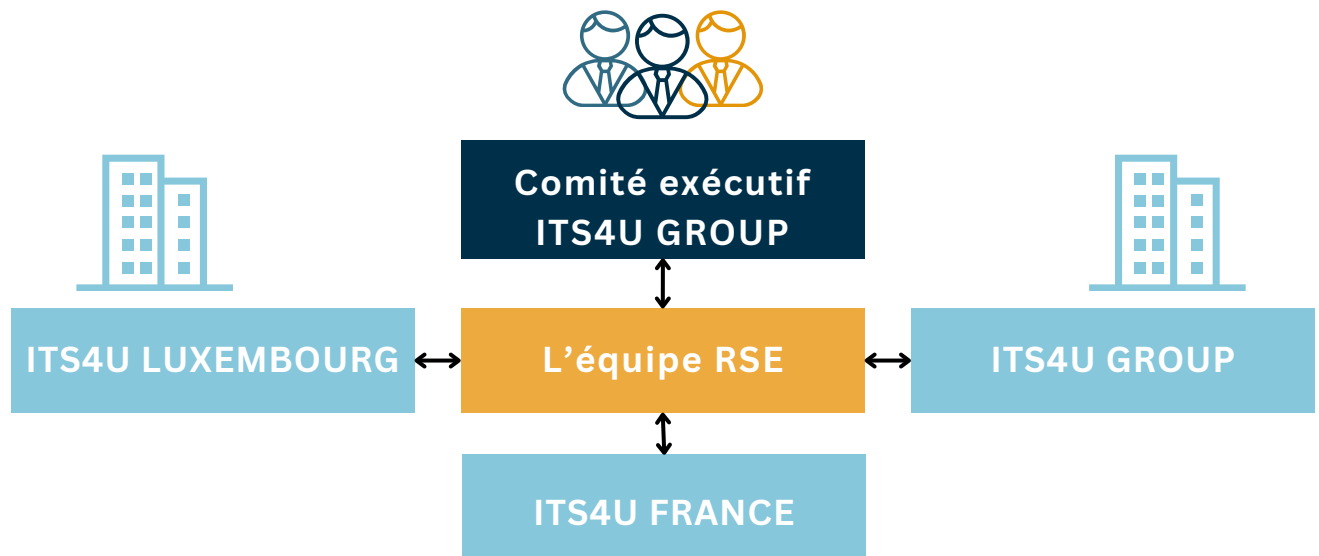 Comité exécutif
ITS4U GROUP
ITS4U LUXEMBOURG
L’équipe RSE
ITS4U GROUP
ITS4U FRANCE